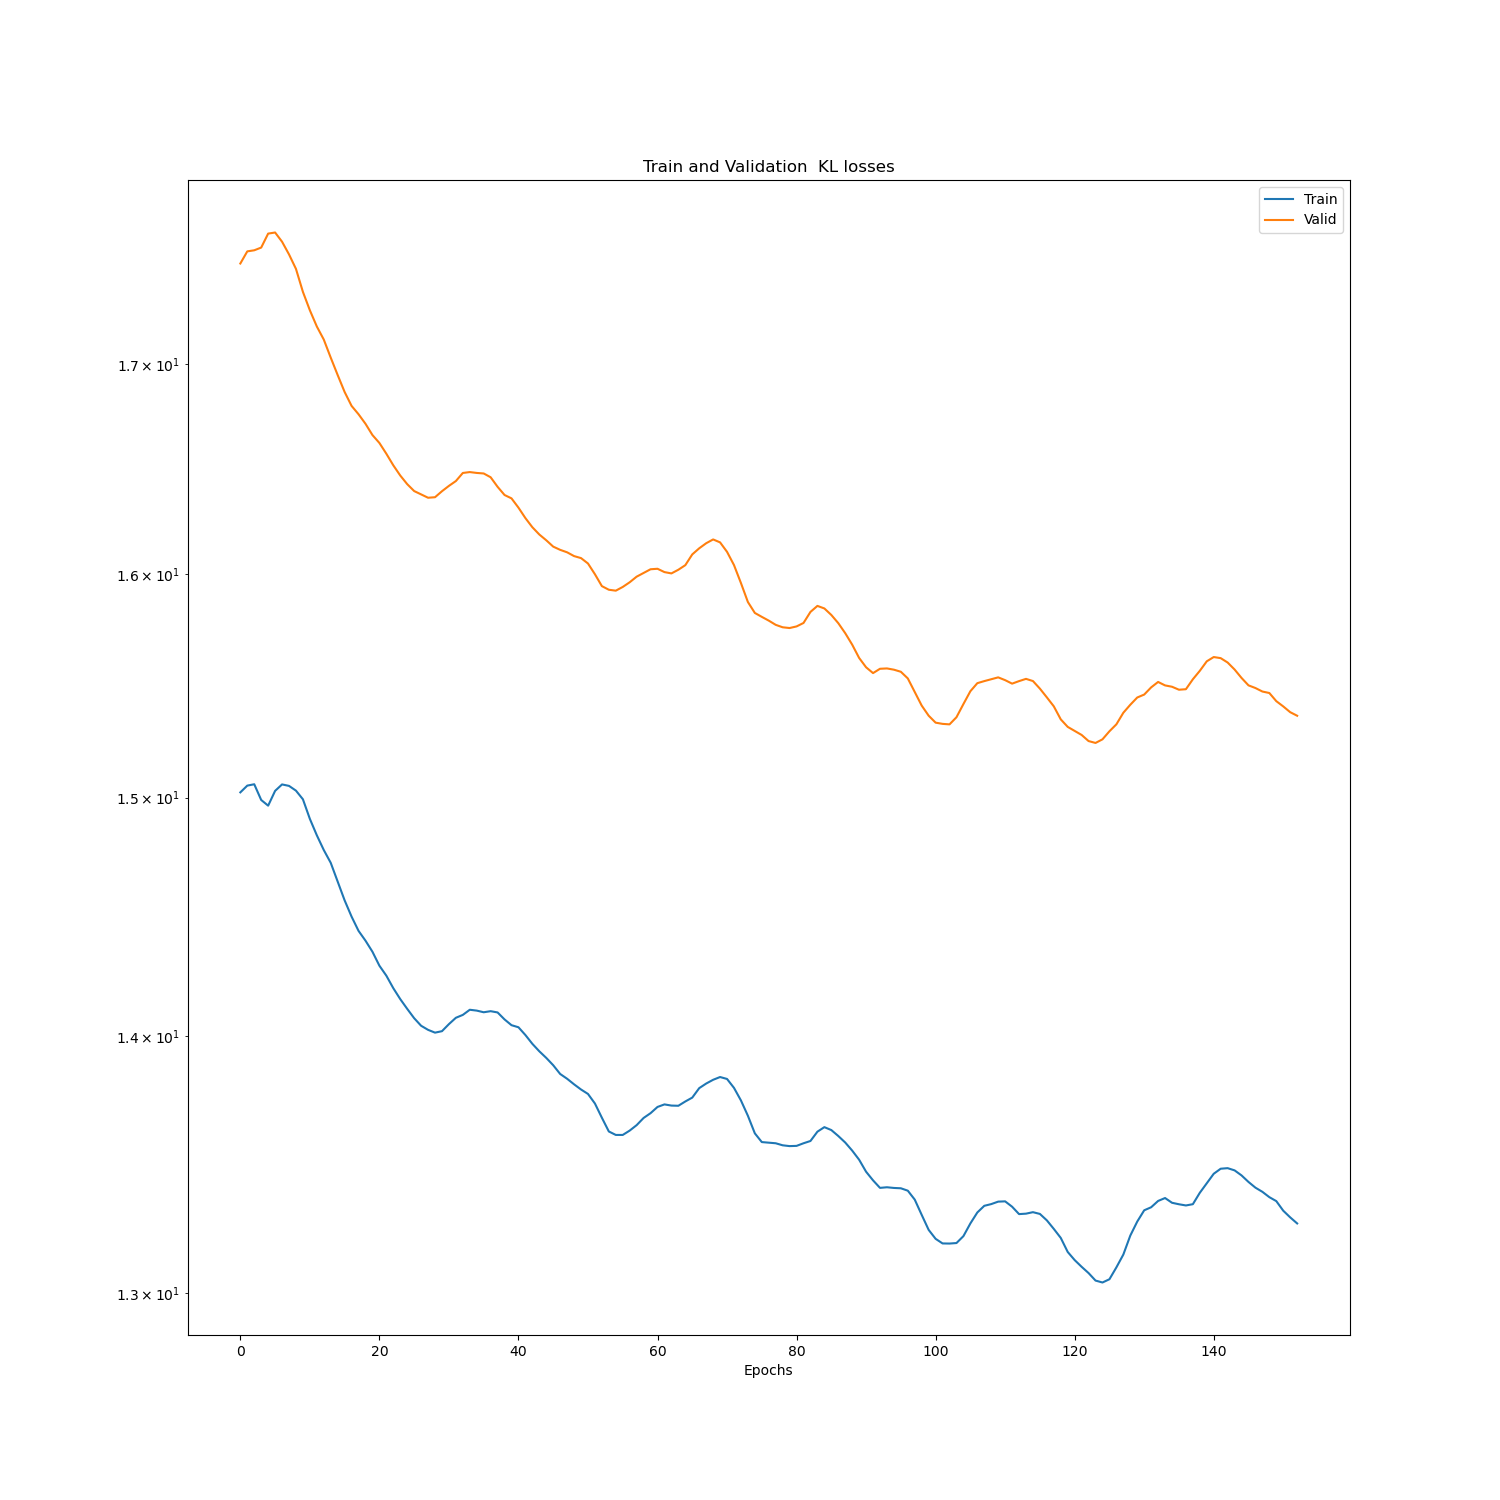 Train and Validation  KL losses
Train
Valid
1.7 × 10¹
1.6 × 10¹
1.5 × 10¹
1.4 × 10¹
1.3 × 10¹
0 20 40 60 80 100 120 140
Epochs